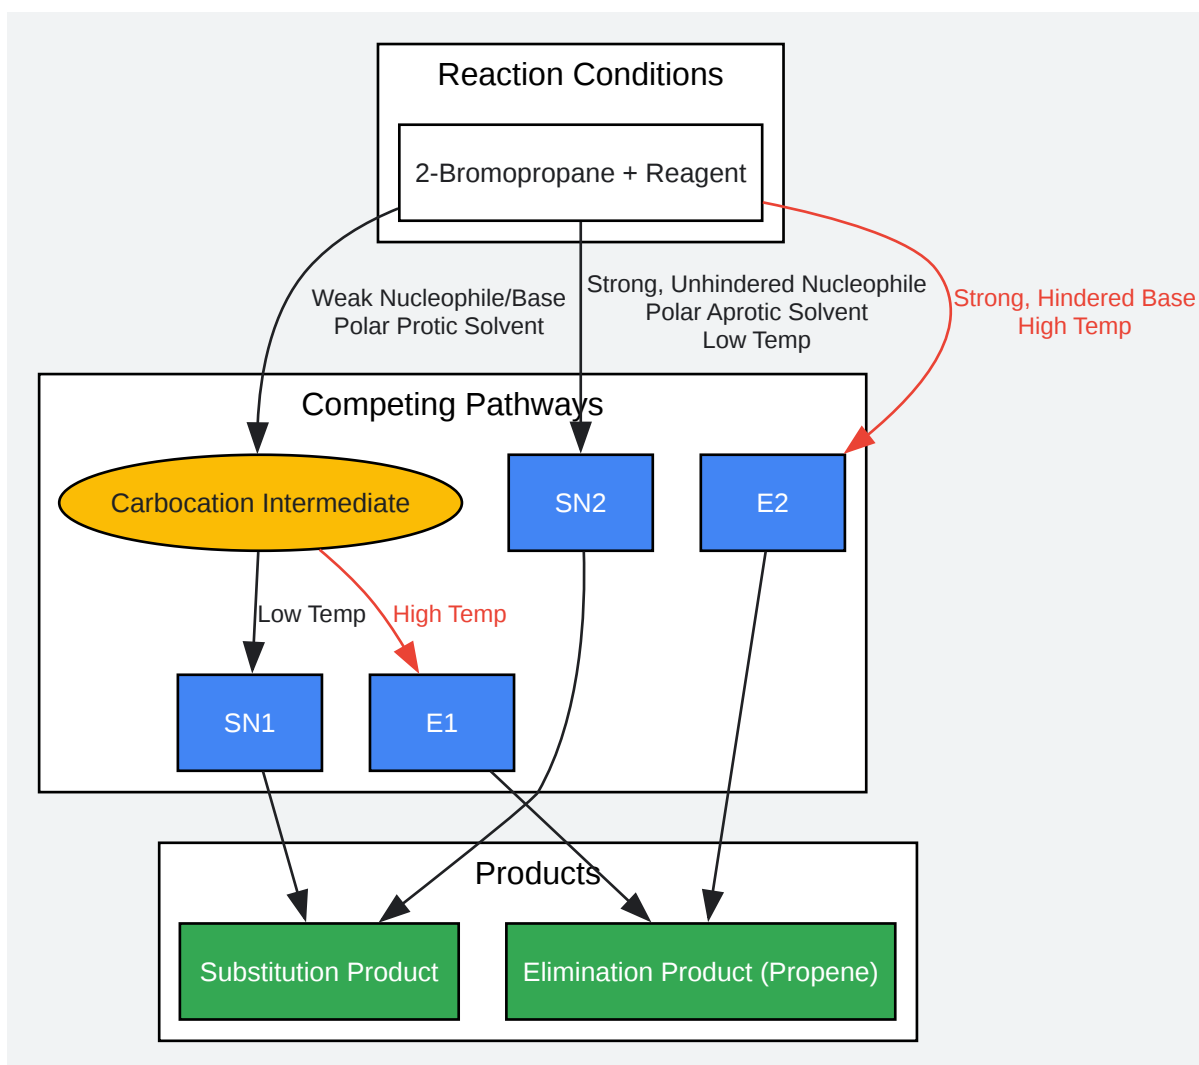 Reaction Conditions
2-Bromopropane + Reagent
Weak Nucleophile/Base
Polar Protic Solvent
Strong, Unhindered Nucleophile
Polar Aprotic Solvent
Low Temp
Strong, Hindered Base
High Temp
Competing Pathways
Carbocation Intermediate
SN2
E2
Low Temp
High Temp
SN1
E1
Products
Substitution Product
Elimination Product (Propene)